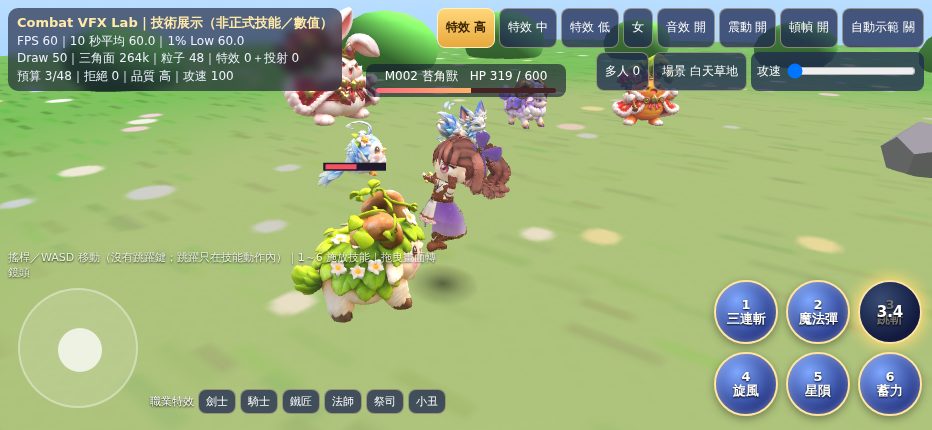 Combat VFX Lab｜技術展示（非正式技能／數值）
FPS 60｜10 秒平均 60.0｜1% Low 60.0
Draw 50｜三角面 264k｜粒子 48｜特效 0＋投射 0
預算 3/48｜拒絕 0｜品質 高｜攻速 100
特效 高
特效 中
特效 低
女
音效 開
震動 開
頓幀 開
自動示範 關
M002 苔角獸 HP 319 / 600
多人 0
場景 白天草地
攻速
搖桿／WASD 移動（沒有跳躍鍵；跳躍只在技能動作內）｜1～6 施放技能｜拖曳畫面轉
鏡頭
1
三連斬
2
魔法彈
3
跳斬
3.4
4
旋風
5
星隕
6
蓄力
職業特效
劍士
騎士
鐵匠
法師
祭司
小丑